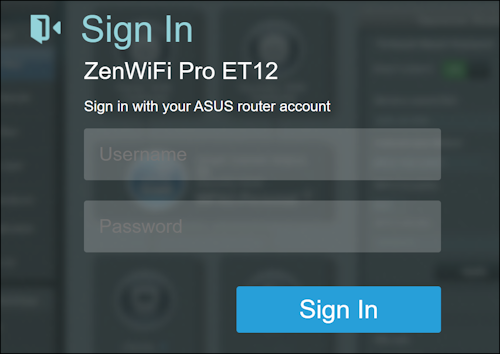 Sign In
ZenWiFi Pro ET12
Sign in with your ASUS router account
Username
Password
Sign In